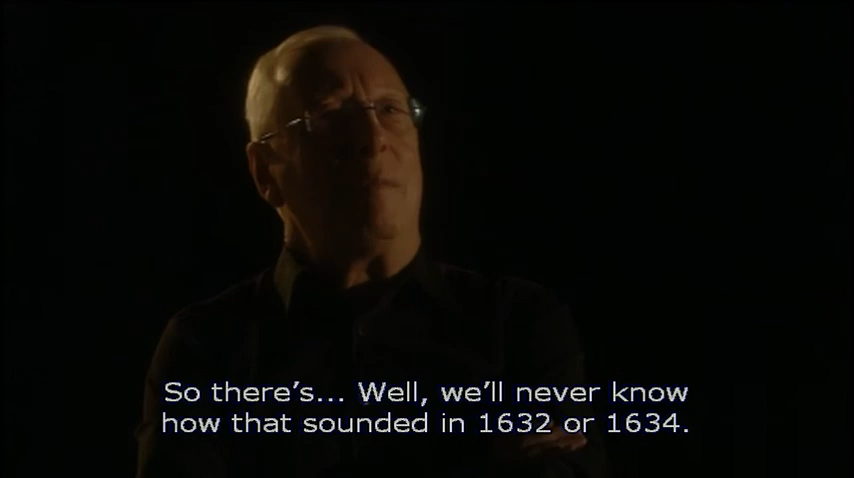 So there's... Well, we'll never know
how that sounded in 1632 or 1634.